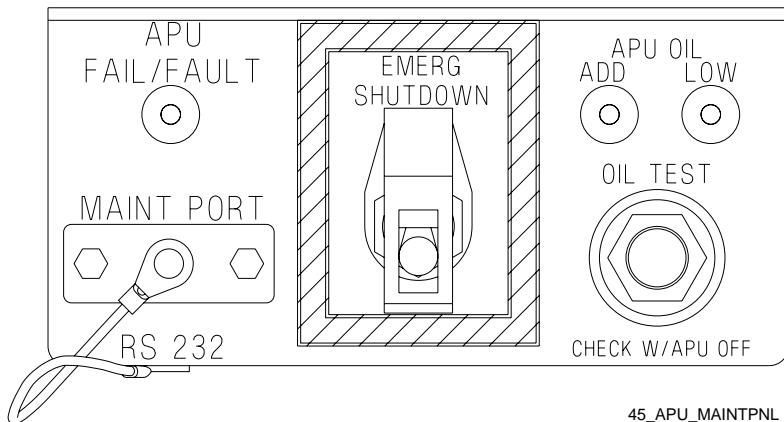 APU
FAIL/FAULT
MAINT PORT
RS 232
EMERG
SHUTDOWN
APU OIL
ADD LOW
OIL TEST
CHECK W/APU OFF
45_APU_MAINTPNL